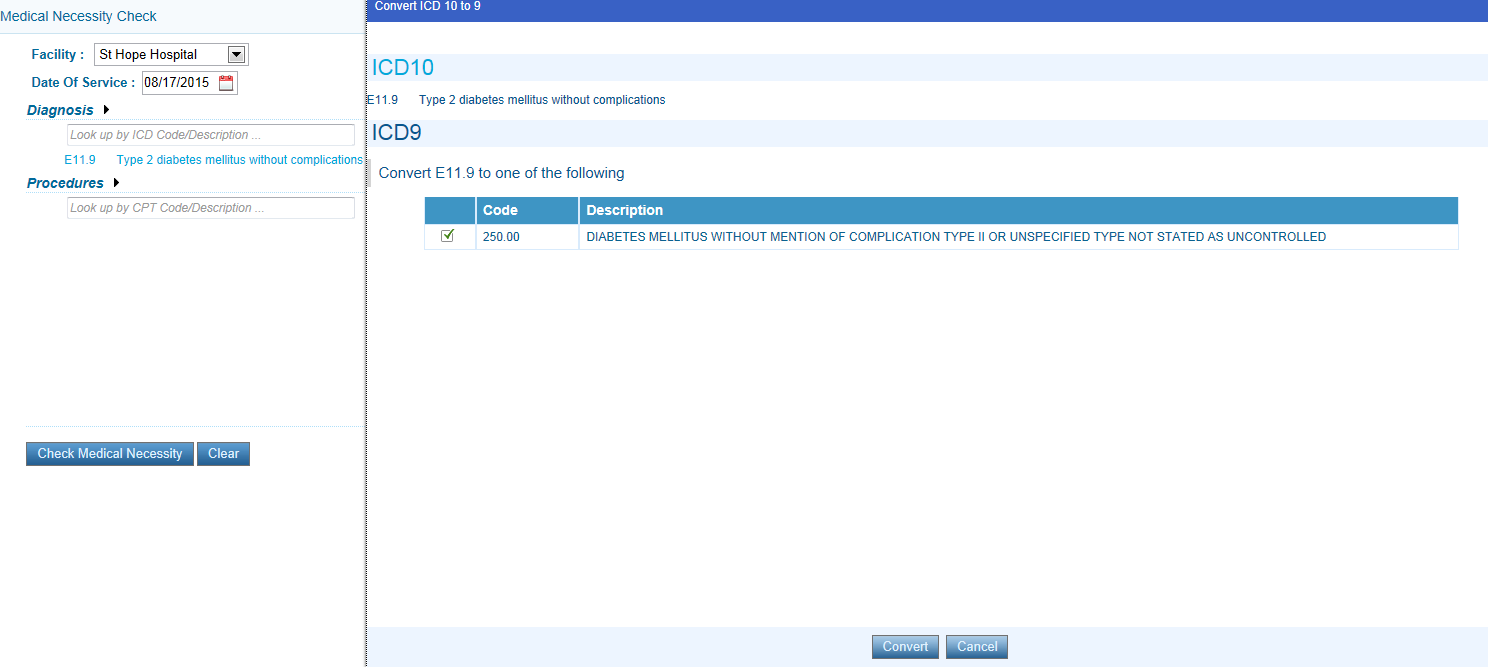 Medical Necessity Check
Facility :
St Hope Hospital
Date Of Service :
08/17/2015
Diagnosis
Look up by ICD Code/Description ...
E11.9 Type 2 diabetes mellitus without complications
Procedures
Look up by CPT Code/Description ...
Check Medical Necessity
Clear
Convert ICD 10 to 9
ICD10
E11.9 Type 2 diabetes mellitus without complications
ICD9
Convert E11.9 to one of the following
Code Description
250.00 DIABETES MELLITUS WITHOUT MENTION OF COMPLICATION TYPE II OR UNSPECIFIED TYPE NOT STATED AS UNCONTROLLED
Convert
Cancel